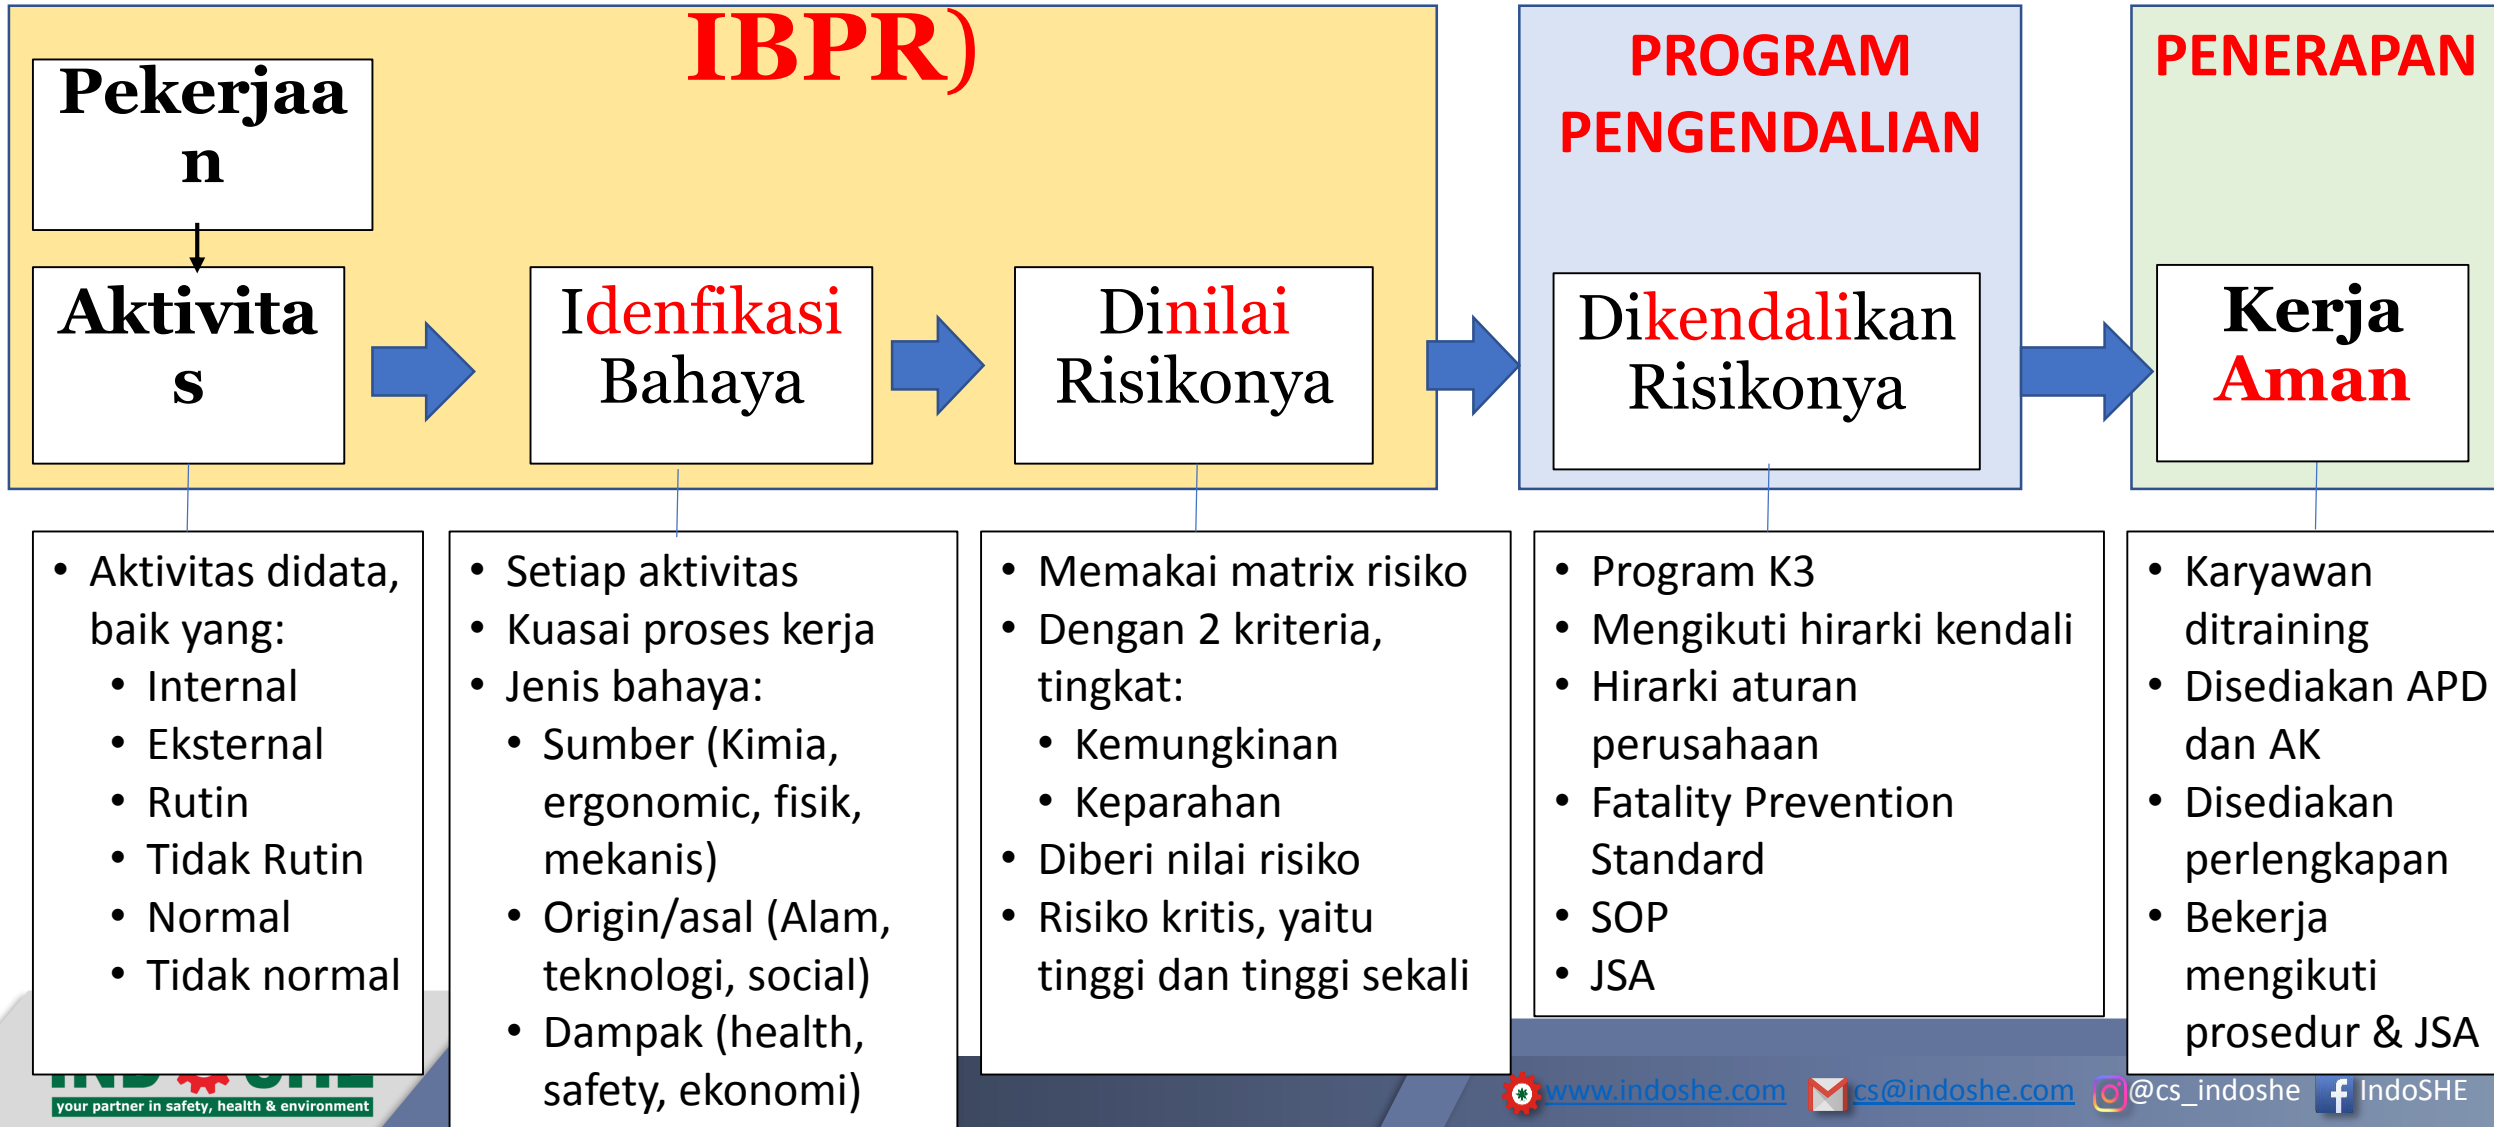 IBPR)
Pekerjaa
n
Aktivita
s
Idenfikasi
Bahaya
Dinilai
Risikonya
PROGRAM
PENGENDALIAN
Dikendalikan
Risikonya
PENERAPAN
Kerja
Aman
• Aktivitas didata,
baik yang:
• Internal
• Eksternal
• Rutin
• Tidak Rutin
• Normal
• Tidak normal
• Setiap aktivitas
• Kuasai proses kerja
• Jenis bahaya:
• Sumber (Kimia,
ergonomic, fisik,
mekanis)
• Origin/asal (Alam,
teknologi, social)
• Dampak (health,
safety, ekonomi)
• Memakai matrix risiko
• Dengan 2 kriteria,
tingkat:
• Kemungkinan
• Keparahan
• Diberi nilai risiko
• Risiko kritis, yaitu
tinggi dan tinggi sekali
• Program K3
• Mengikuti hirarki kendali
• Hirarki aturan
perusahaan
• Fatality Prevention
Standard
• SOP
• JSA
• Karyawan
ditraining
• Disediakan APD
dan AK
• Disediakan
perlengkapan
• Bekerja
mengikuti
prosedur & JSA
your partner in safety, health & environment
www.indoshe.com
cs@indoshe.com
@cs_indoshe
IndoSHE